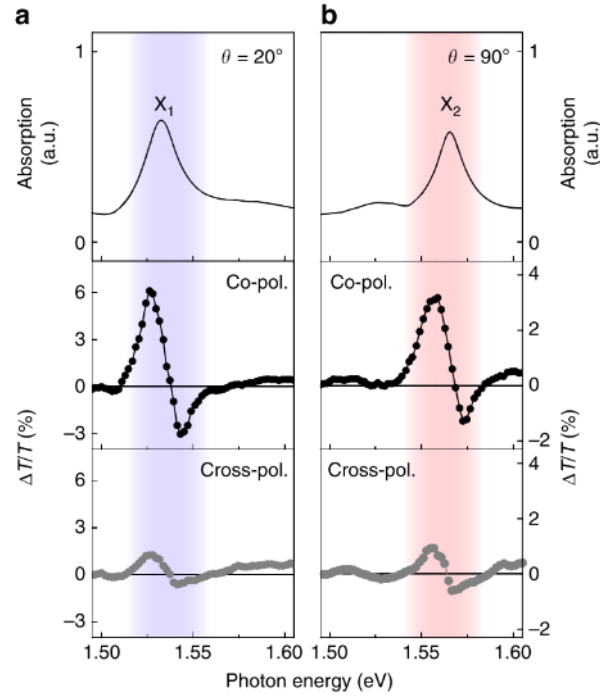 a
b
1
θ = 20°
X₁
Absorption
(a.u.)
0
θ = 90°
1
X₂
Absorption
(a.u.)
0
6
3
0
−3
Co-pol.
Co-pol.
4
2
0
−2
ΔT/T (%)
ΔT/T (%)
6
3
0
−3
Cross-pol.
Cross-pol.
4
2
0
−2
1.50 1.55 1.60 1.50 1.55 1.60
Photon energy (eV)